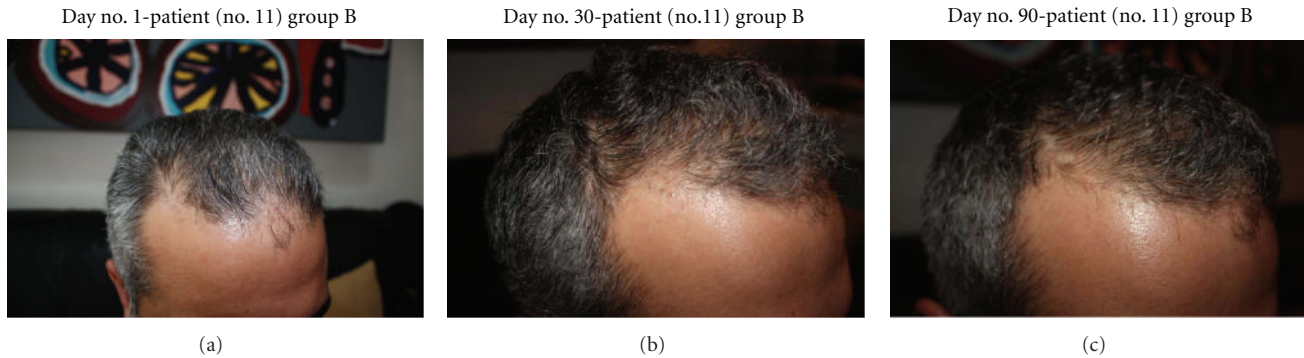 Day no. 1-patient (no. 11) group B
Day no. 30-patient (no.11) group B
Day no. 90-patient (no. 11) group B
(a)
(b)
(c)